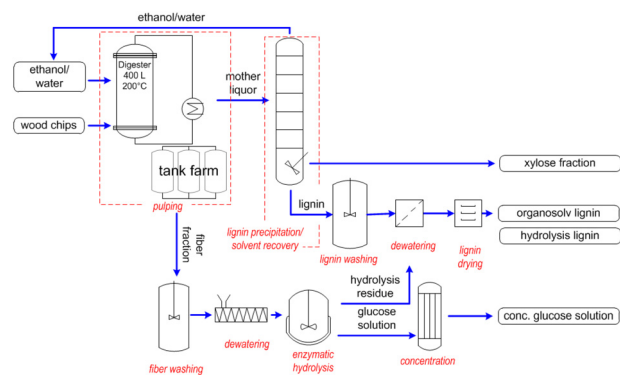 ethanol/water
ethanol/
water
Digester
400 L
200°C
mother
liquor
wood chips
tank farm
pulping
xylose fraction
lignin
organosolv lignin
hydrolysis lignin
lignin precipitation/
solvent recovery
lignin washing
dewatering
lignin
drying
fiber
fraction
hydrolysis
residue
glucose
solution
conc. glucose solution
fiber washing
dewatering
enzymatic
hydrolysis
concentration